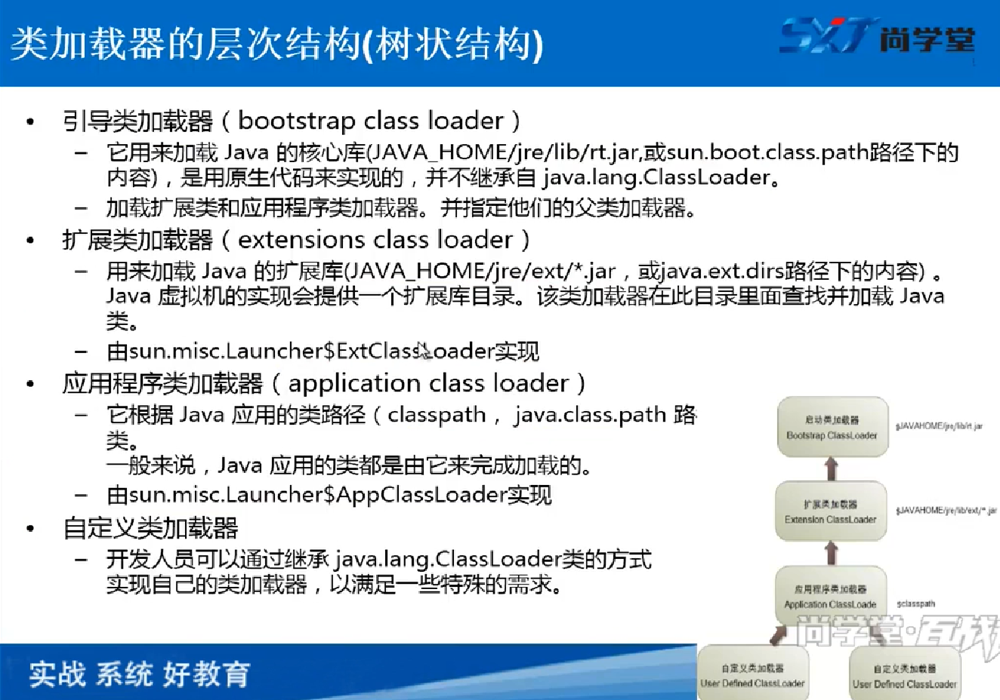 类加载器的层次结构(树状结构)
SXT 尚学堂
• 引导类加载器（bootstrap class loader）
– 它用来加载 Java 的核心库(JAVA_HOME/jre/lib/rt.jar,或sun.boot.class.path路径下的
内容)，是用原生代码来实现的，并不继承自 java.lang.ClassLoader。
– 加载扩展类和应用程序类加载器。并指定他们的父类加载器。
• 扩展类加载器（extensions class loader）
– 用来加载 Java 的扩展库(JAVA_HOME/jre/ext/*.jar，或java.ext.dirs路径下的内容) 。
Java 虚拟机的实现会提供一个扩展库目录。该类加载器在此目录里面查找并加载 Java
类。
– 由sun.misc.Launcher$ExtClassLoader实现
• 应用程序类加载器（application class loader）
– 它根据 Java 应用的类路径（classpath， java.class.path 路
类。
一般来说，Java 应用的类都是由它来完成加载的。
– 由sun.misc.Launcher$AppClassLoader实现
• 自定义类加载器
– 开发人员可以通过继承 java.lang.ClassLoader类的方式
实现自己的类加载器，以满足一些特殊的需求。
启动类加载器
Bootstrap ClassLoader
$JAVAHOME/jre/lib/rt.jar
扩展类加载器
Extension ClassLoader
$JAVAHOME/jre/lib/ext/*.jar
应用程序类加载器
Application ClassLoade
$classpath
尚学堂·互战
自定义类加载器
User Defined ClassLoader
自定义类加载器
User Defined ClassLoader
实战 系统 好教育